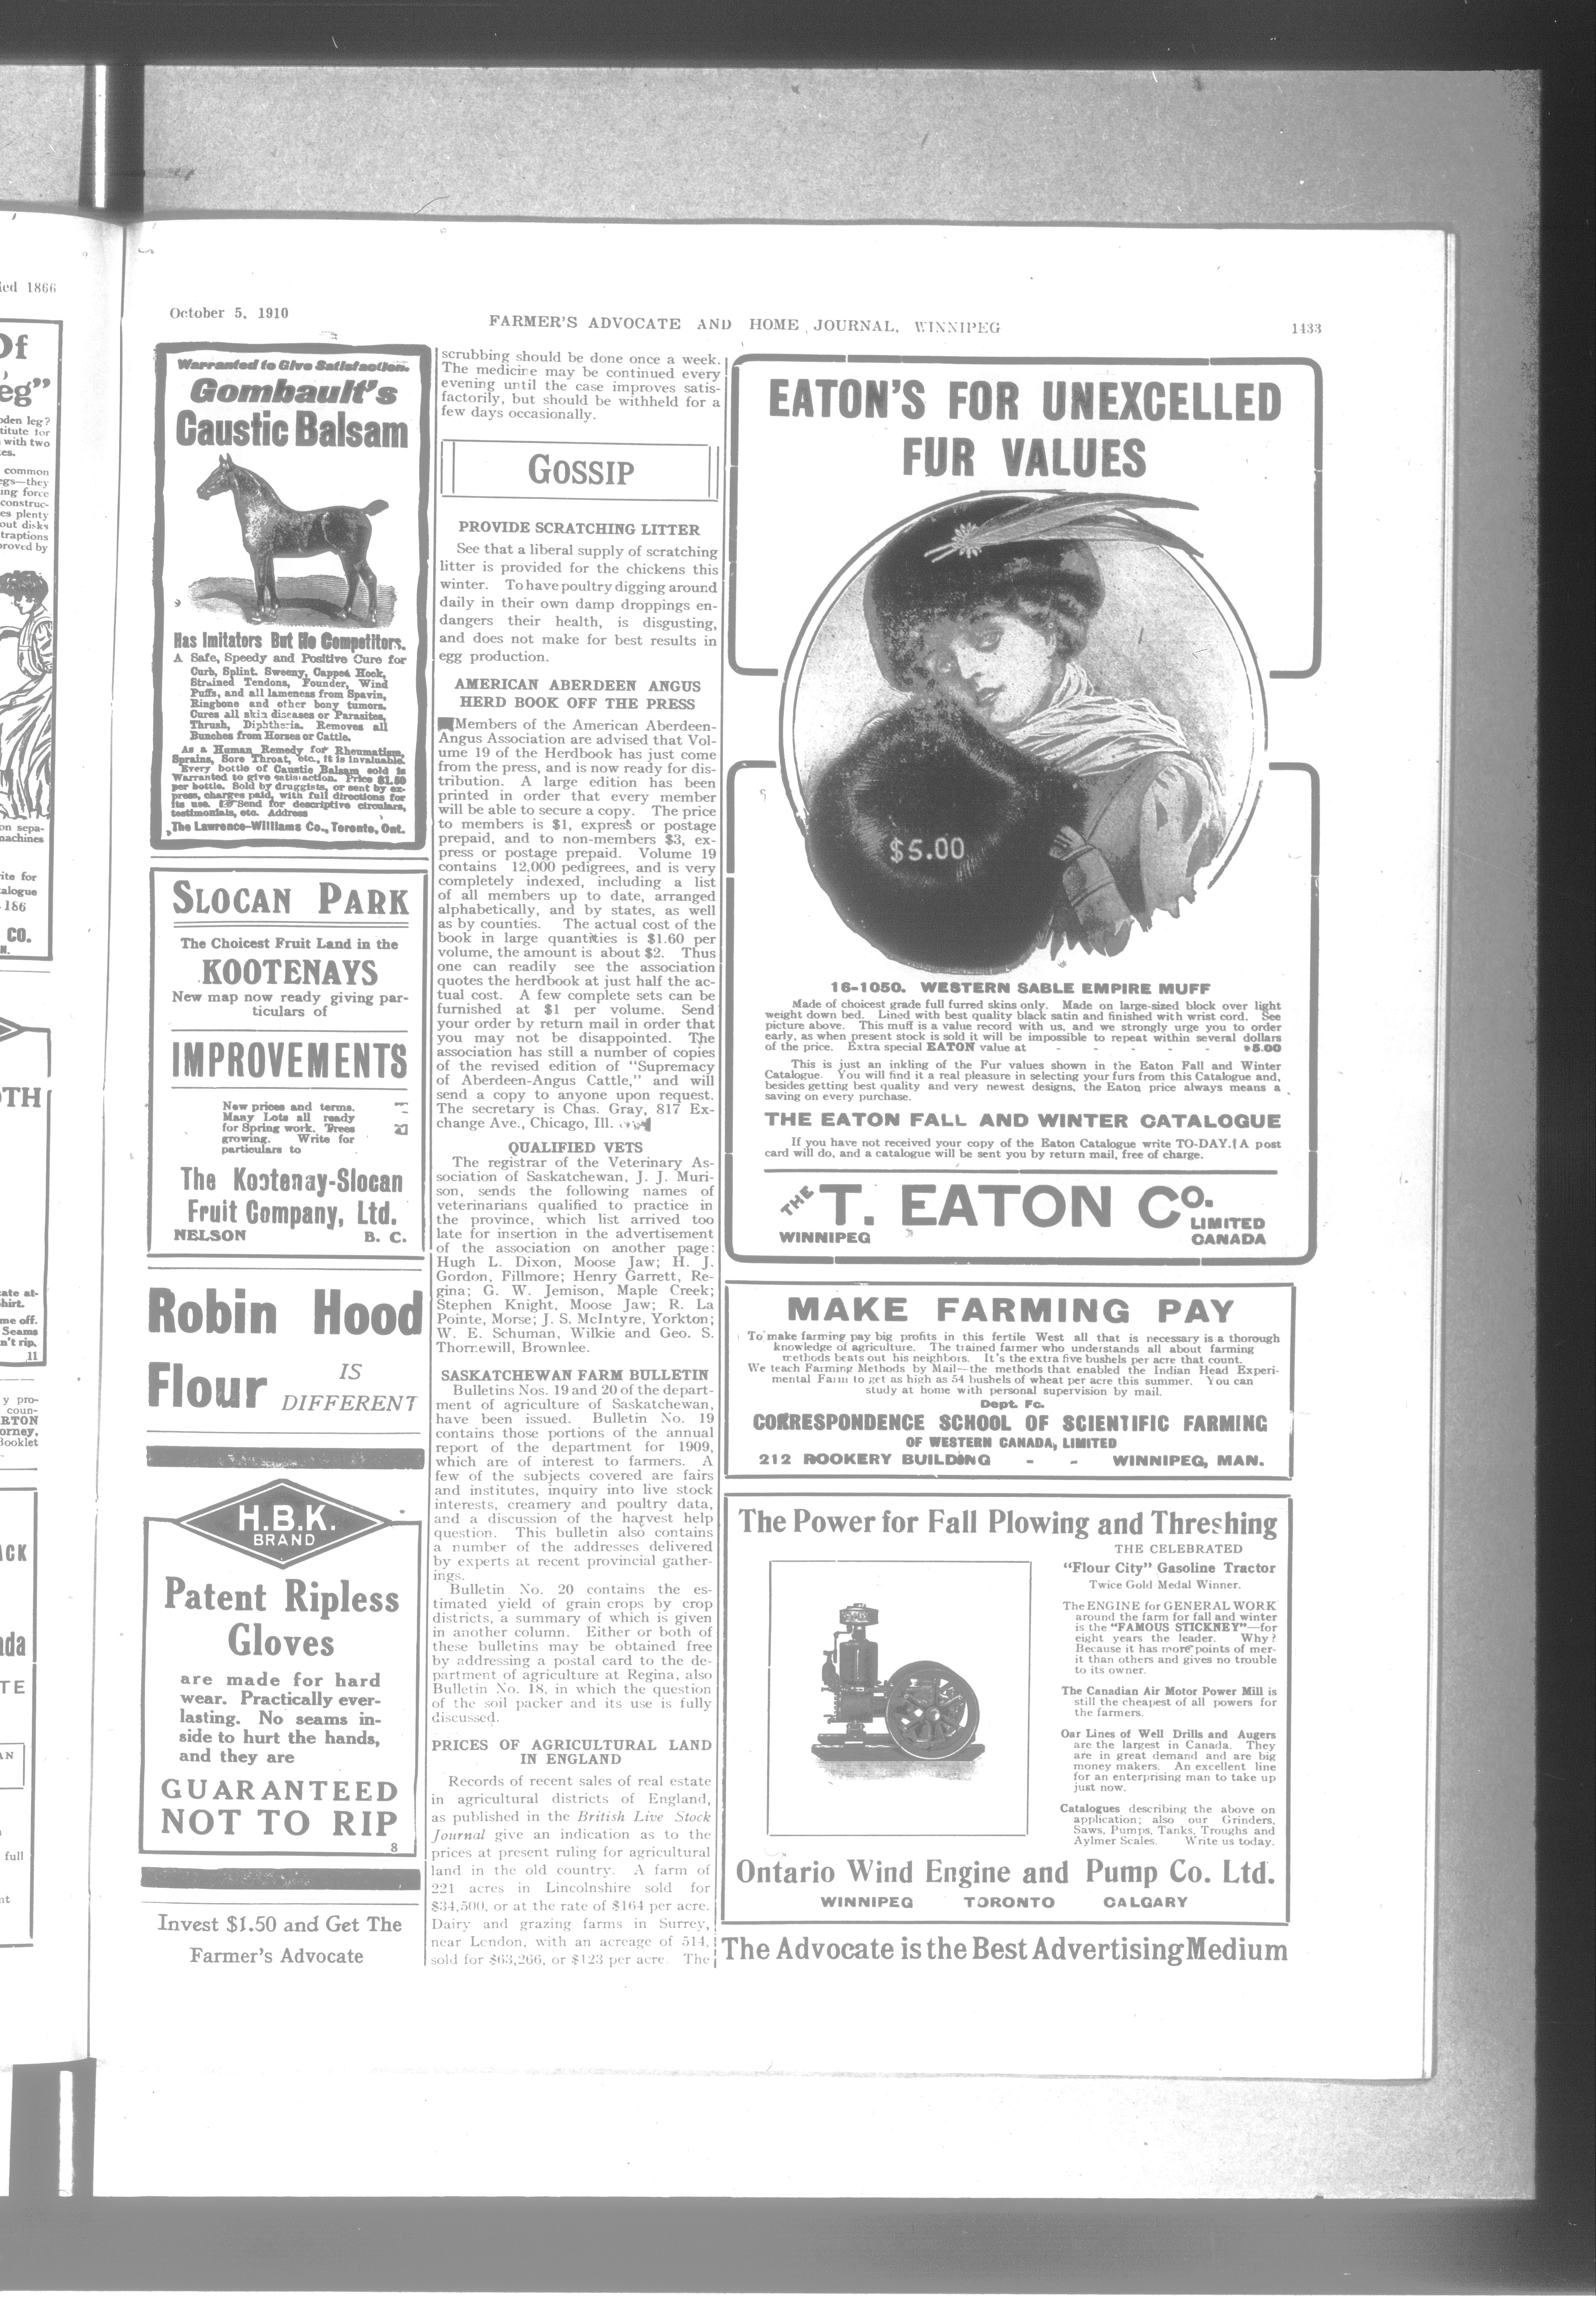 October 5, 1910
FARMER'S ADVOCATE AND HOME JOURNAL, WINNIPEG
1433
Warranted to Give Satisfaction.
Gombault's
Caustic Balsam
Has Imitators But No Competitors.
A Safe, Speedy and Positive Cure for
Curb, Splint, Sweeny, Capped Hock,
Strained Tendons, Founder, Wind
Puffs, and all lameness from Spavin,
Ringbone and other bony tumors.
Cures all skin diseases or Parasites,
Thrush, Diphtheria. Removes all
Bunches from Horses or Cattle.
As a Human Remedy for Rheumatism,
Sprains, Sore Throat, etc., it is invaluable.
Every bottle of Caustic Balsam sold is
Warranted to give satisfaction. Price $1.50
per bottle. Sold by druggists, or sent by ex-
press, charges paid, with full directions for
its use. Send for descriptive circulars,
testimonials, etc. Address
The Lawrence-Williams Co., Toronto, Ont.
SLOCAN PARK
The Choicest Fruit Land in the
KOOTENAYS
New map now ready giving par-
ticulars of
IMPROVEMENTS
New prices and terms.
Many Lots all ready
for Spring work. Trees
growing. Write for
particulars to
The Kootenay-Slocan
Fruit Company, Ltd.
NELSON B. C.
Robin Hood
Flour IS
DIFFERENT
H.B.K.
BRAND
Patent Ripless
Gloves
are made for hard
wear. Practically ever-
lasting. No seams in-
side to hurt the hands,
and they are
GUARANTEED
NOT TO RIP
8
Invest $1.50 and Get The
Farmer's Advocate
scrubbing should be done once a week.
The medicine may be continued every
evening until the case improves satis-
factorily, but should be withheld for a
few days occasionally.
GOSSIP
PROVIDE SCRATCHING LITTER
See that a liberal supply of scratching
litter is provided for the chickens this
winter. To have poultry digging around
daily in their own damp droppings en-
dangers their health, is disgusting,
and does not make for best results in
egg production.
AMERICAN ABERDEEN ANGUS
HERD BOOK OFF THE PRESS
Members of the American Aberdeen-
Angus Association are advised that Vol-
ume 19 of the Herdbook has just come
from the press, and is now ready for dis-
tribution. A large edition has been
printed in order that every member
will be able to secure a copy. The price
to members is $1, express or postage
prepaid, and to non-members $3, ex-
press or postage prepaid. Volume 19
contains 12,000 pedigrees, and is very
completely indexed, including a list
of all members up to date, arranged
alphabetically, and by states, as well
as by counties. The actual cost of the
book in large quantities is $1.60 per
volume, the amount is about $2. Thus
one can readily see the association
quotes the herdbook at just half the ac-
tual cost. A few complete sets can be
furnished at $1 per volume. Send
your order by return mail in order that
you may not be disappointed. The
association has still a number of copies
of the revised edition of "Supremacy
of Aberdeen-Angus Cattle," and will
send a copy to anyone upon request.
The secretary is Chas. Gray, 817 Ex-
change Ave., Chicago, Ill.
QUALIFIED VETS
The registrar of the Veterinary As-
sociation of Saskatchewan, J. J. Muri-
son, sends the following names of
veterinarians qualified to practice in
the province, which list arrived too
late for insertion in the advertisement
of the association on another page:
Hugh L. Dixon, Moose Jaw; H. J.
Gordon, Fillmore; Henry Garrett, Re-
gina; G. W. Jemison, Maple Creek;
Stephen Knight, Moose Jaw; R. La
Pointe, Morse; J. S. McIntyre, Yorkton;
W. E. Schuman, Wilkie and Geo. S.
Thornewill, Brownlee.
SASKATCHEWAN FARM BULLETIN
Bulletins Nos. 19 and 20 of the depart-
ment of agriculture of Saskatchewan,
have been issued. Bulletin No. 19
contains those portions of the annual
report of the department for 1909,
which are of interest to farmers. A
few of the subjects covered are fairs
and institutes, inquiry into live stock
interests, creamery and poultry data,
and a discussion of the harvest help
question. This bulletin also contains
a number of the addresses delivered
by experts at recent provincial gather-
ings.
Bulletin No. 20 contains the es-
timated yield of grain crops by crop
districts, a summary of which is given
in another column. Either or both of
these bulletins may be obtained free
by addressing a postal card to the de-
partment of agriculture at Regina, also
Bulletin No. 18, in which the question
of the soil packer and its use is fully
discussed.
PRICES OF AGRICULTURAL LAND
IN ENGLAND
Records of recent sales of real estate
in agricultural districts of England,
as published in the British Live Stock
Journal give an indication as to the
prices at present ruling for agricultural
land in the old country. A farm of
221 acres in Lincolnshire sold for
$34,500, or at the rate of $164 per acre.
Dairy and grazing farms in Surrey,
near London, with an acreage of 514,
sold for $63,266, or $123 per acre. The
EATON'S FOR UNEXCELLED
FUR VALUES
$5.00
16-1050. WESTERN SABLE EMPIRE MUFF
Made of choicest grade full furred skins only. Made on large-sized block over light
weight down bed. Lined with best quality black satin and finished with wrist cord. See
picture above. This muff is a value record with us, and we strongly urge you to order
early, as when present stock is sold it will be impossible to repeat within several dollars
of the price. Extra special EATON value at - - - - - $5.00
This is just an inkling of the Fur values shown in the Eaton Fall and Winter
Catalogue. You will find it a real pleasure in selecting your furs from this Catalogue and,
besides getting best quality and very newest designs, the Eaton price always means a
saving on every purchase.
THE EATON FALL AND WINTER CATALOGUE
If you have not received your copy of the Eaton Catalogue write TO-DAY. A post
card will do, and a catalogue will be sent you by return mail, free of charge.
THE T. EATON CO. LIMITED
WINNIPEG CANADA
MAKE FARMING PAY
To make farming pay big profits in this fertile West all that is necessary is a thorough
knowledge of agriculture. The trained farmer who understands all about farming
methods beats out his neighbors. It's the extra five bushels per acre that count.
We teach Farming Methods by Mail—the methods that enabled the Indian Head Experi-
mental Farm to get as high as 54 bushels of wheat per acre this summer. You can
study at home with personal supervision by mail.
Dept. Fc.
CORRESPONDENCE SCHOOL OF SCIENTIFIC FARMING
OF WESTERN CANADA, LIMITED
212 ROOKERY BUILDING - - WINNIPEG, MAN.
The Power for Fall Plowing and Threshing
THE CELEBRATED
"Flour City" Gasoline Tractor
Twice Gold Medal Winner.
The ENGINE for GENERAL WORK
around the farm for fall and winter
is the "FAMOUS STICKNEY"—for
eight years the leader. Why?
Because it has more points of mer-
it than others and gives no trouble
to its owner.
The Canadian Air Motor Power Mill is
still the cheapest of all powers for
the farmers.
Our Lines of Well Drills and Augers
are the largest in Canada. They
are in great demand and are big
money makers. An excellent line
for an enterprising man to take up
just now.
Catalogues describing the above on
application; also our Grinders,
Saws, Pumps, Tanks, Troughs and
Aylmer Scales. Write us today.
Ontario Wind Engine and Pump Co. Ltd.
WINNIPEG TORONTO CALGARY
The Advocate is the Best Advertising Medium